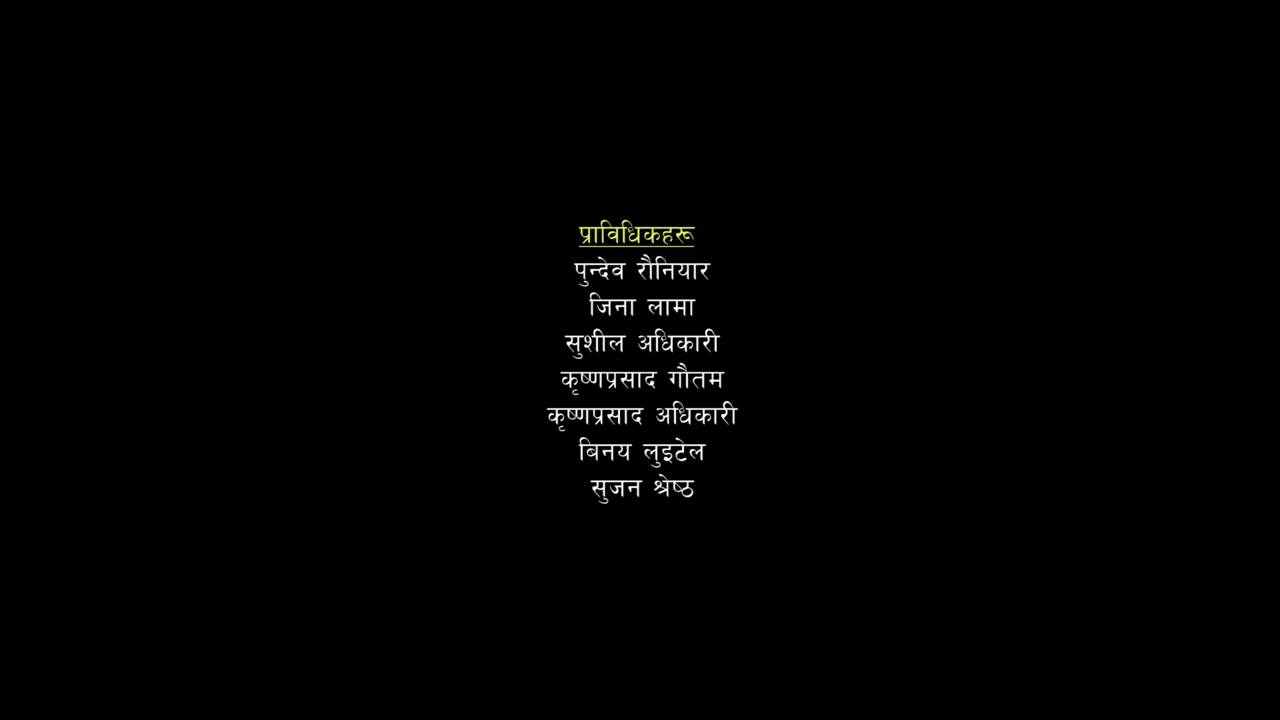 प्राविधिकहरू
पुन्देव रौनियार
जिना लामा
सुशील अधिकारी
कृष्णप्रसाद गौतम
कृष्णप्रसाद अधिकारी
बिनय लुइटेल
सुजन श्रेष्ठ